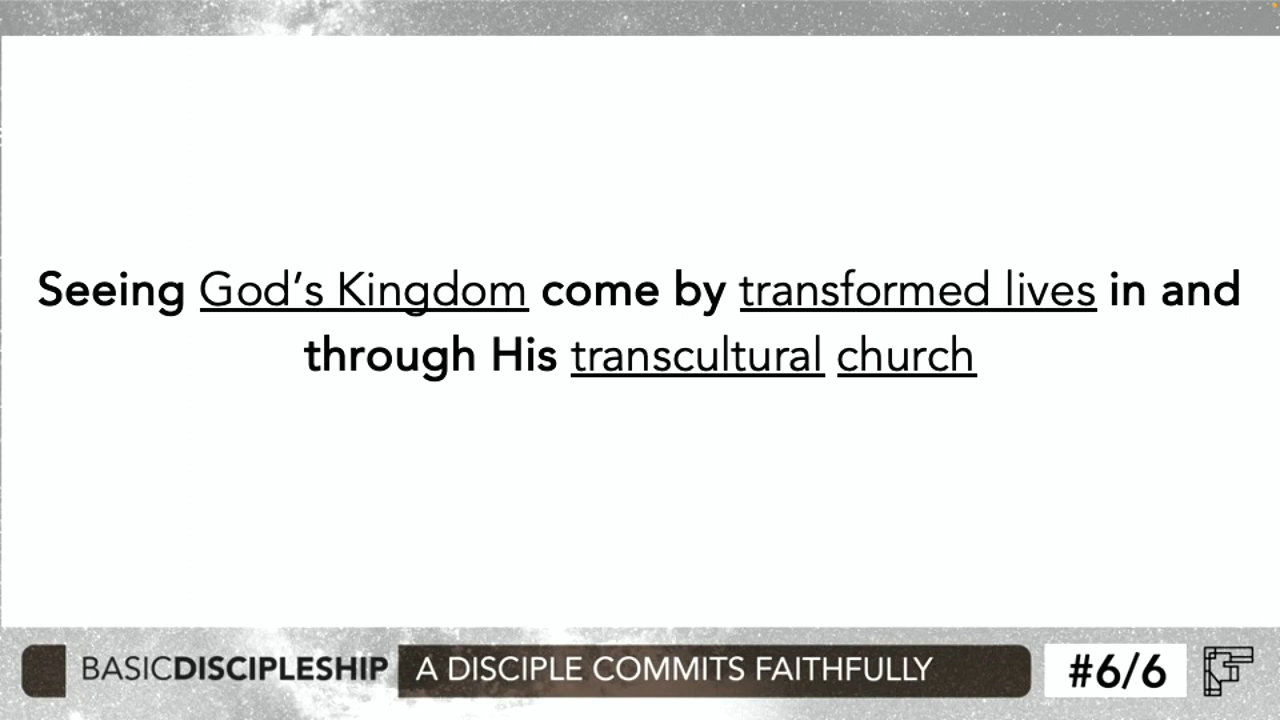 Seeing God’s Kingdom come by transformed lives in and
through His transcultural church
BASICDISCIPLESHIP
A DISCIPLE COMMITS FAITHFULLY
#6/6